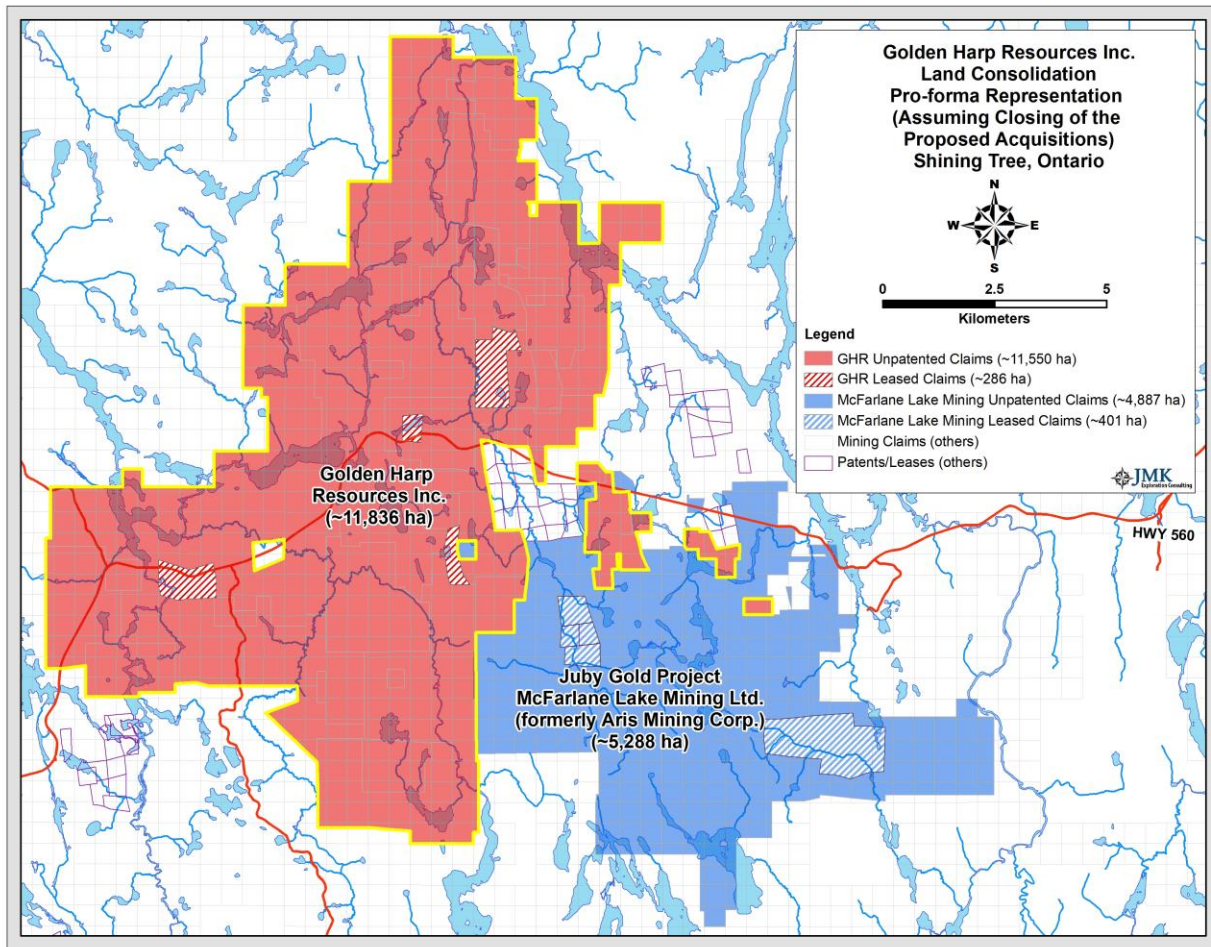 Golden Harp Resources Inc.
Land Consolidation
Pro-forma Representation
(Assuming Closing of the
Proposed Acquisitions)
Shining Tree, Ontario
N
W
E
S
0
2.5
5
Kilometers
Legend
GHR Unpatented Claims (~11,550 ha)
GHR Leased Claims (~286 ha)
McFarlane Lake Mining Unpatented Claims (~4,887 ha)
McFarlane Lake Mining Leased Claims (~401 ha)
Mining Claims (others)
Patents/Leases (others)
JMK
Exploration Consulting
Golden Harp
Resources Inc.
(~11,836 ha)
HWY 560
Juby Gold Project
McFarlane Lake Mining Ltd.
(formerly Aris Mining Corp.)
(~5,288 ha)